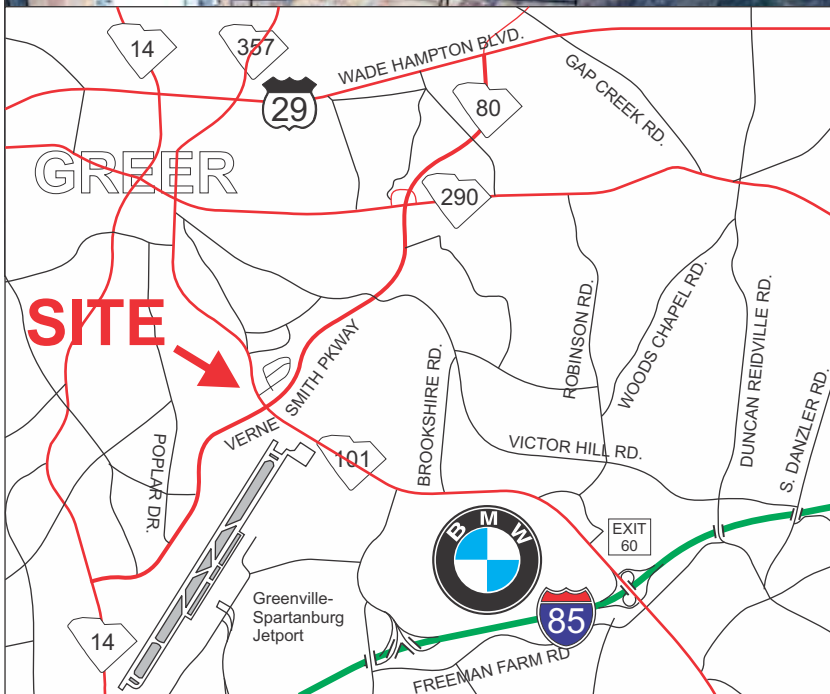 14
357
WADE HAMPTON BLVD.
GAP CREEK RD.
29
80
GREER
290
ROBINSON RD.
WOODS CHAPEL RD.
DUNCAN REIDVILLE RD.
SITE
VERNE SMITH PKWAY
BROOKSHIRE RD.
S. DANZLER RD.
POPLAR DR.
101
VICTOR HILL RD.
BMW
EXIT
60
Greenville-
Spartanburg
Jetport
85
14
FREEMAN FARM RD